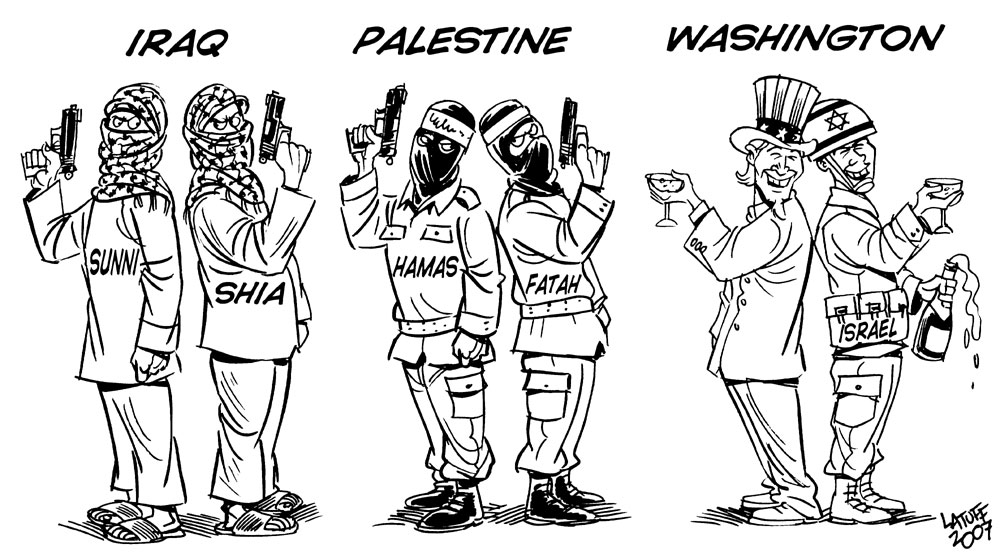 IRAQ
PALESTINE
WASHINGTON
SUNNI
SHIA
HAMAS
FATAH
ISRAEL
LATUFF
2007